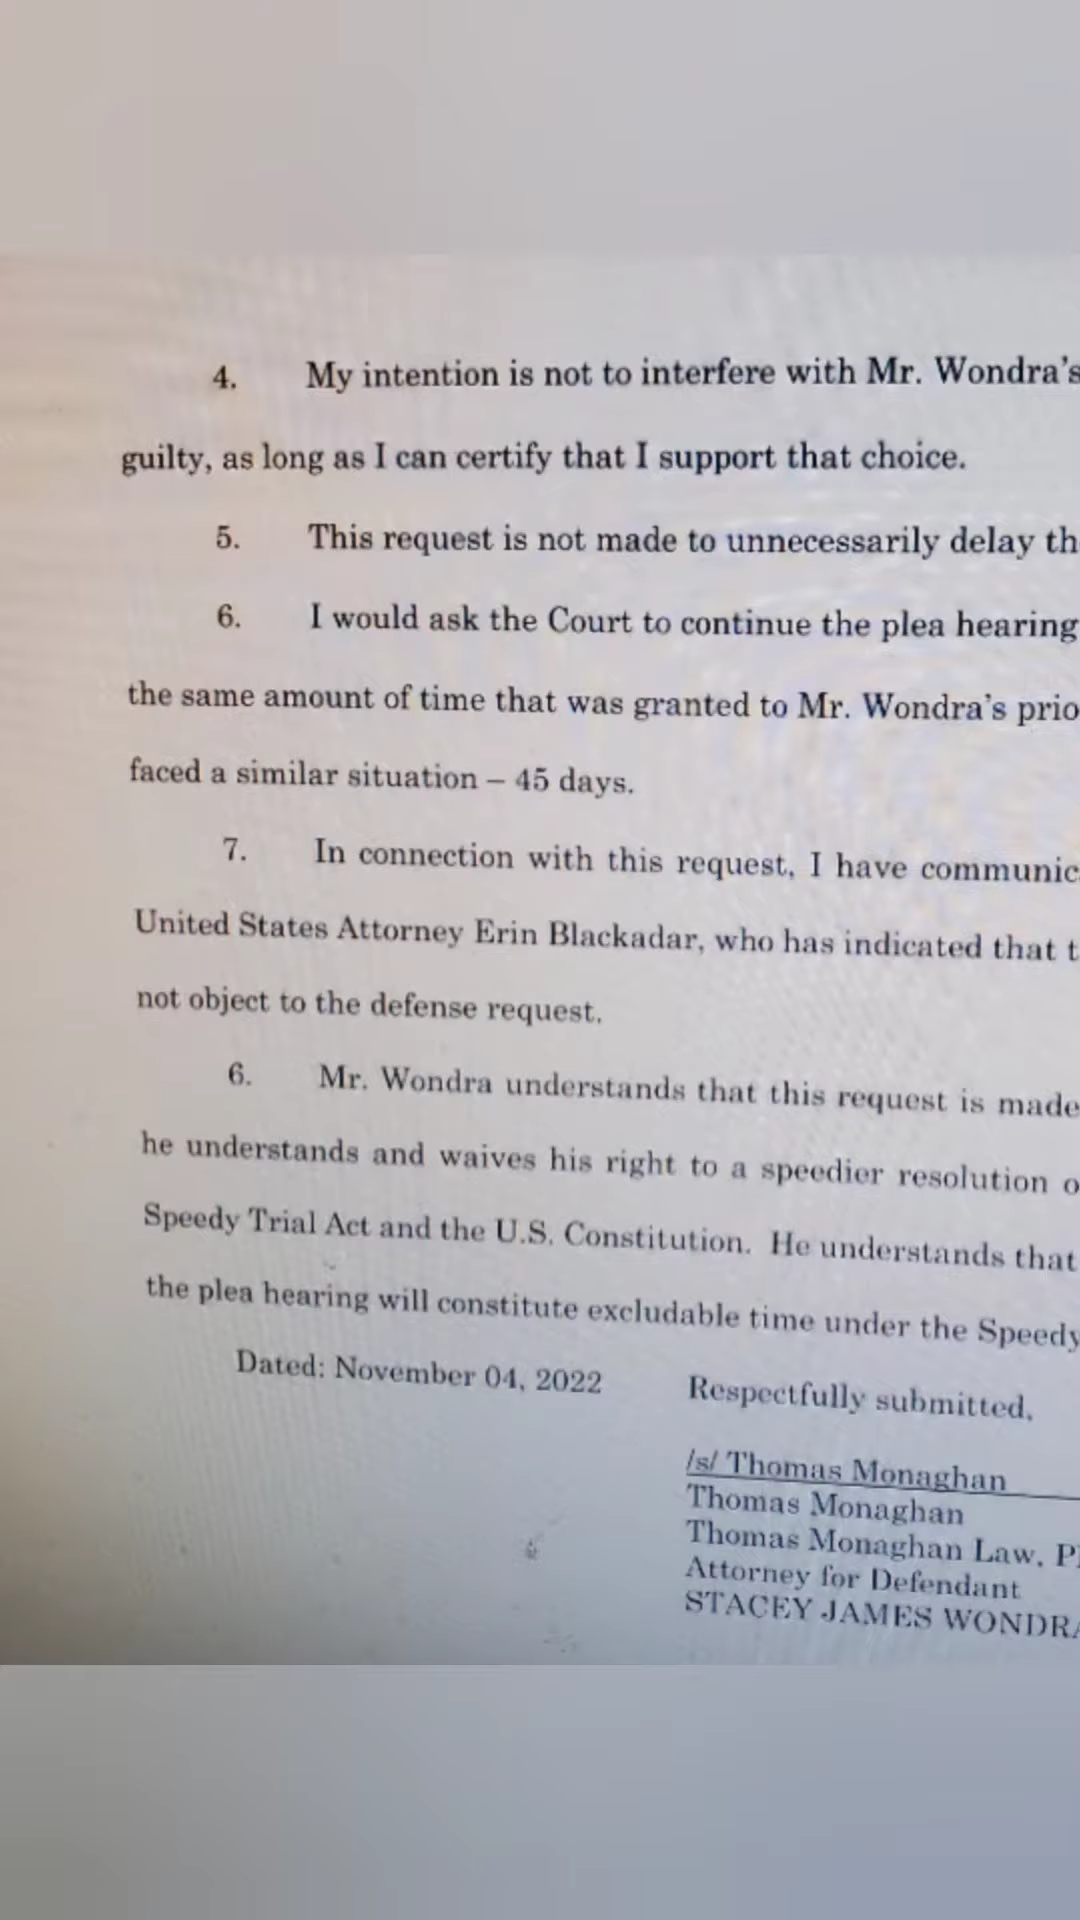 4. My intention is not to interfere with Mr. Wondra's
guilty, as long as I can certify that I support that choice.
5. This request is not made to unnecessarily delay th
6. I would ask the Court to continue the plea hearing
the same amount of time that was granted to Mr. Wondra's prio
faced a similar situation – 45 days.
7. In connection with this request, I have communic
United States Attorney Erin Blackadar, who has indicated that t
not object to the defense request.
6. Mr. Wondra understands that this request is made
he understands and waives his right to a speedier resolution o
Speedy Trial Act and the U.S. Constitution. He understands that
the plea hearing will constitute excludable time under the Speedy
Dated: November 04, 2022 Respectfully submitted,
/s/ Thomas Monaghan
Thomas Monaghan
Thomas Monaghan Law, P
Attorney for Defendant
STACEY JAMES WONDRA